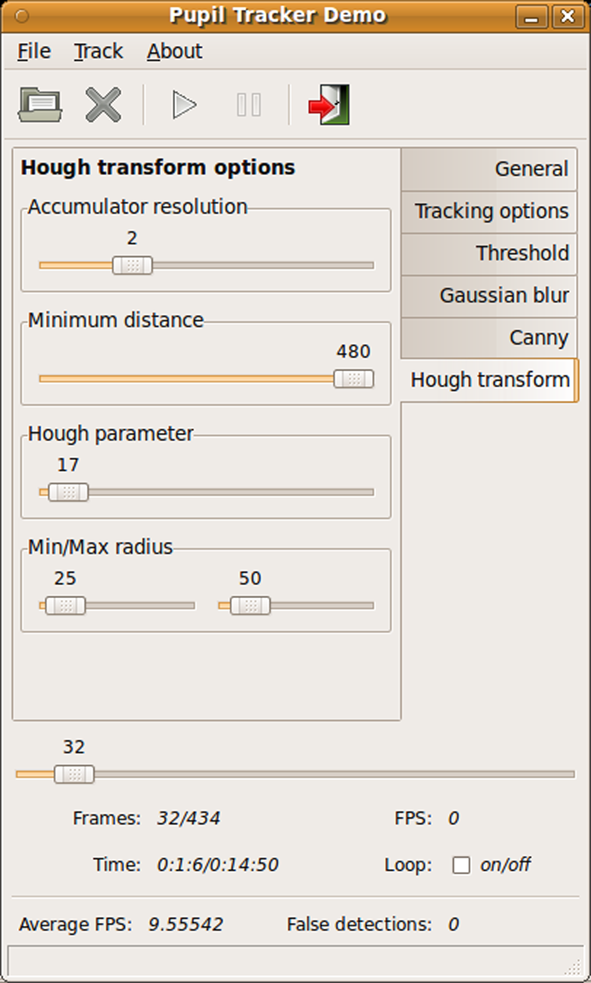 Pupil Tracker Demo
File Track About
Hough transform options
Accumulator resolution
2
Minimum distance
480
Hough parameter
17
Min/Max radius
25 50
General
Tracking options
Threshold
Gaussian blur
Canny
Hough transform
32
Frames: 32/434 FPS: 0
Time: 0:1:6/0:14:50 Loop: on/off
Average FPS: 9.55542 False detections: 0